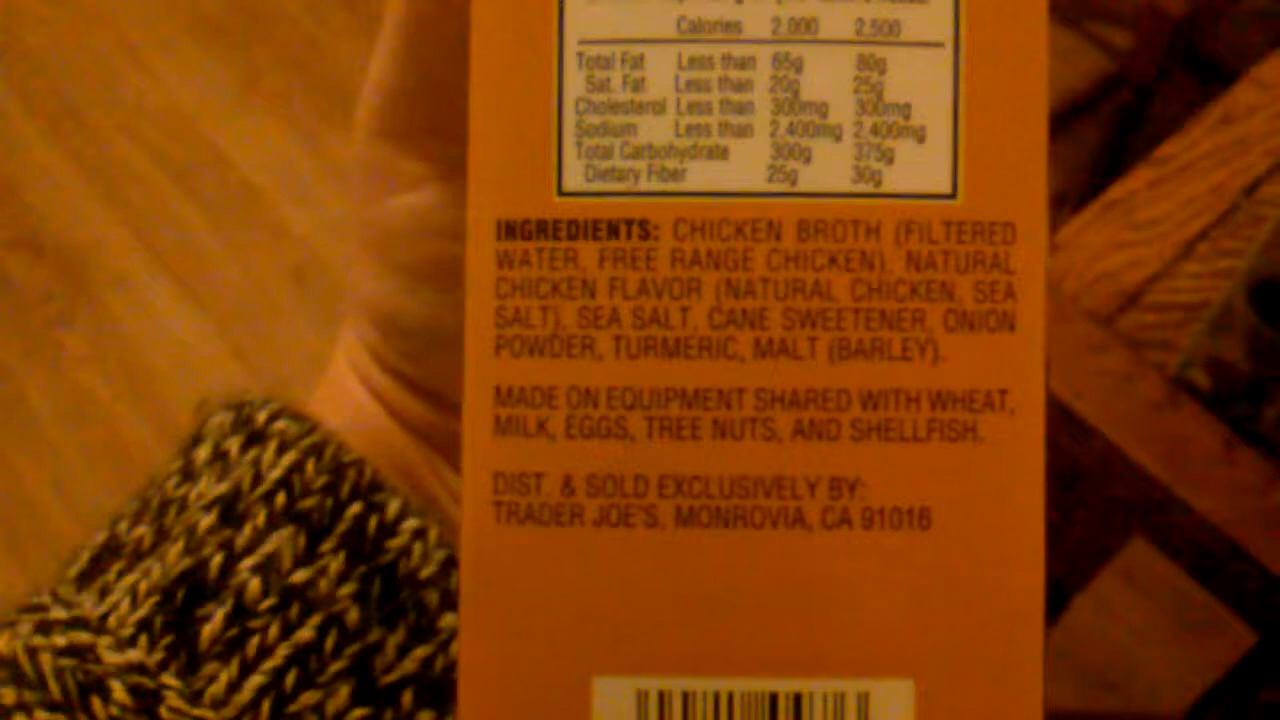 Calories 2,000 2,500
Total Fat Less than 65g 80g
Sat. Fat Less than 20g 25g
Cholesterol Less than 300mg 300mg
Sodium Less than 2,400mg 2,400mg
Total Carbohydrate 300g 375g
Dietary Fiber 25g 30g
INGREDIENTS: CHICKEN BROTH (FILTERED
WATER, FREE RANGE CHICKEN), NATURAL
CHICKEN FLAVOR (NATURAL CHICKEN, SEA
SALT), SEA SALT, CANE SWEETENER, ONION
POWDER, TURMERIC, MALT (BARLEY).
MADE ON EQUIPMENT SHARED WITH WHEAT,
MILK, EGGS, TREE NUTS, AND SHELLFISH.
DIST. & SOLD EXCLUSIVELY BY:
TRADER JOE'S, MONROVIA, CA 91016